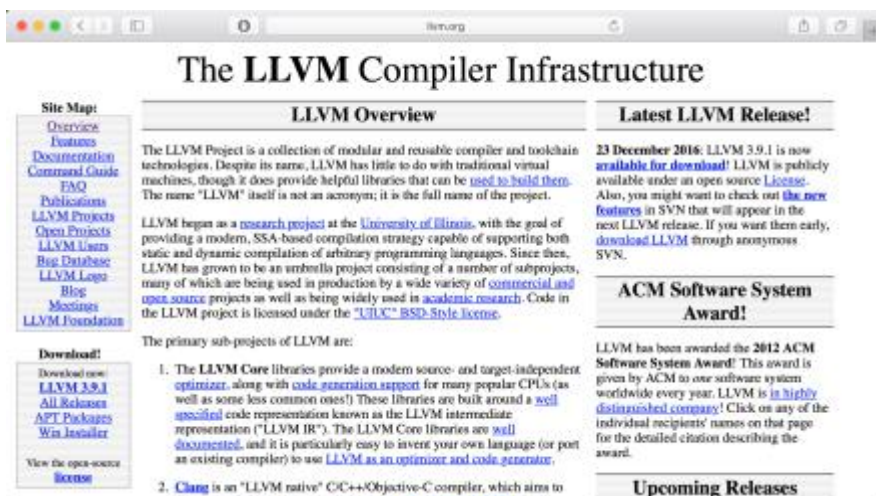 llvm.org
The LLVM Compiler Infrastructure
Site Map:
Overview
Features
Documentation
Command Guide
FAQ
Publications
LLVM Projects
Open Projects
LLVM Users
Bug Database
LLVM Logo
Blog
Meetings
LLVM Foundation
Download!
Download now:
LLVM 3.9.1
All Releases
APT Packages
Win Installer
View the open-source
license
LLVM Overview
The LLVM Project is a collection of modular and reusable compiler and toolchain
technologies. Despite its name, LLVM has little to do with traditional virtual
machines, though it does provide helpful libraries that can be used to build them.
The name "LLVM" itself is not an acronym; it is the full name of the project.
LLVM began as a research project at the University of Illinois, with the goal of
providing a modern, SSA-based compilation strategy capable of supporting both
static and dynamic compilation of arbitrary programming languages. Since then,
LLVM has grown to be an umbrella project consisting of a number of subprojects,
many of which are being used in production by a wide variety of commercial and
open source projects as well as being widely used in academic research. Code in
the LLVM project is licensed under the "UIUC" BSD-Style license.
The primary sub-projects of LLVM are:
1. The LLVM Core libraries provide a modern source- and target-independent
optimizer, along with code generation support for many popular CPUs (as
well as some less common ones!) These libraries are built around a well
specified code representation known as the LLVM intermediate
representation ("LLVM IR"). The LLVM Core libraries are well
documented, and it is particularly easy to invent your own language (or port
an existing compiler) to use LLVM as an optimizer and code generator.
2. Clang is an "LLVM native" C/C++/Objective-C compiler, which aims to
Latest LLVM Release!
23 December 2016: LLVM 3.9.1 is now
available for download! LLVM is publicly
available under an open source License.
Also, you might want to check out the new
features in SVN that will appear in the
next LLVM release. If you want them early,
download LLVM through anonymous
SVN.
ACM Software System
Award!
LLVM has been awarded the 2012 ACM
Software System Award! This award is
given by ACM to one software system
worldwide every year. LLVM is in highly
distinguished company! Click on any of the
individual recipients' names on that page
for the detailed citation describing the
award.
Upcoming Releases